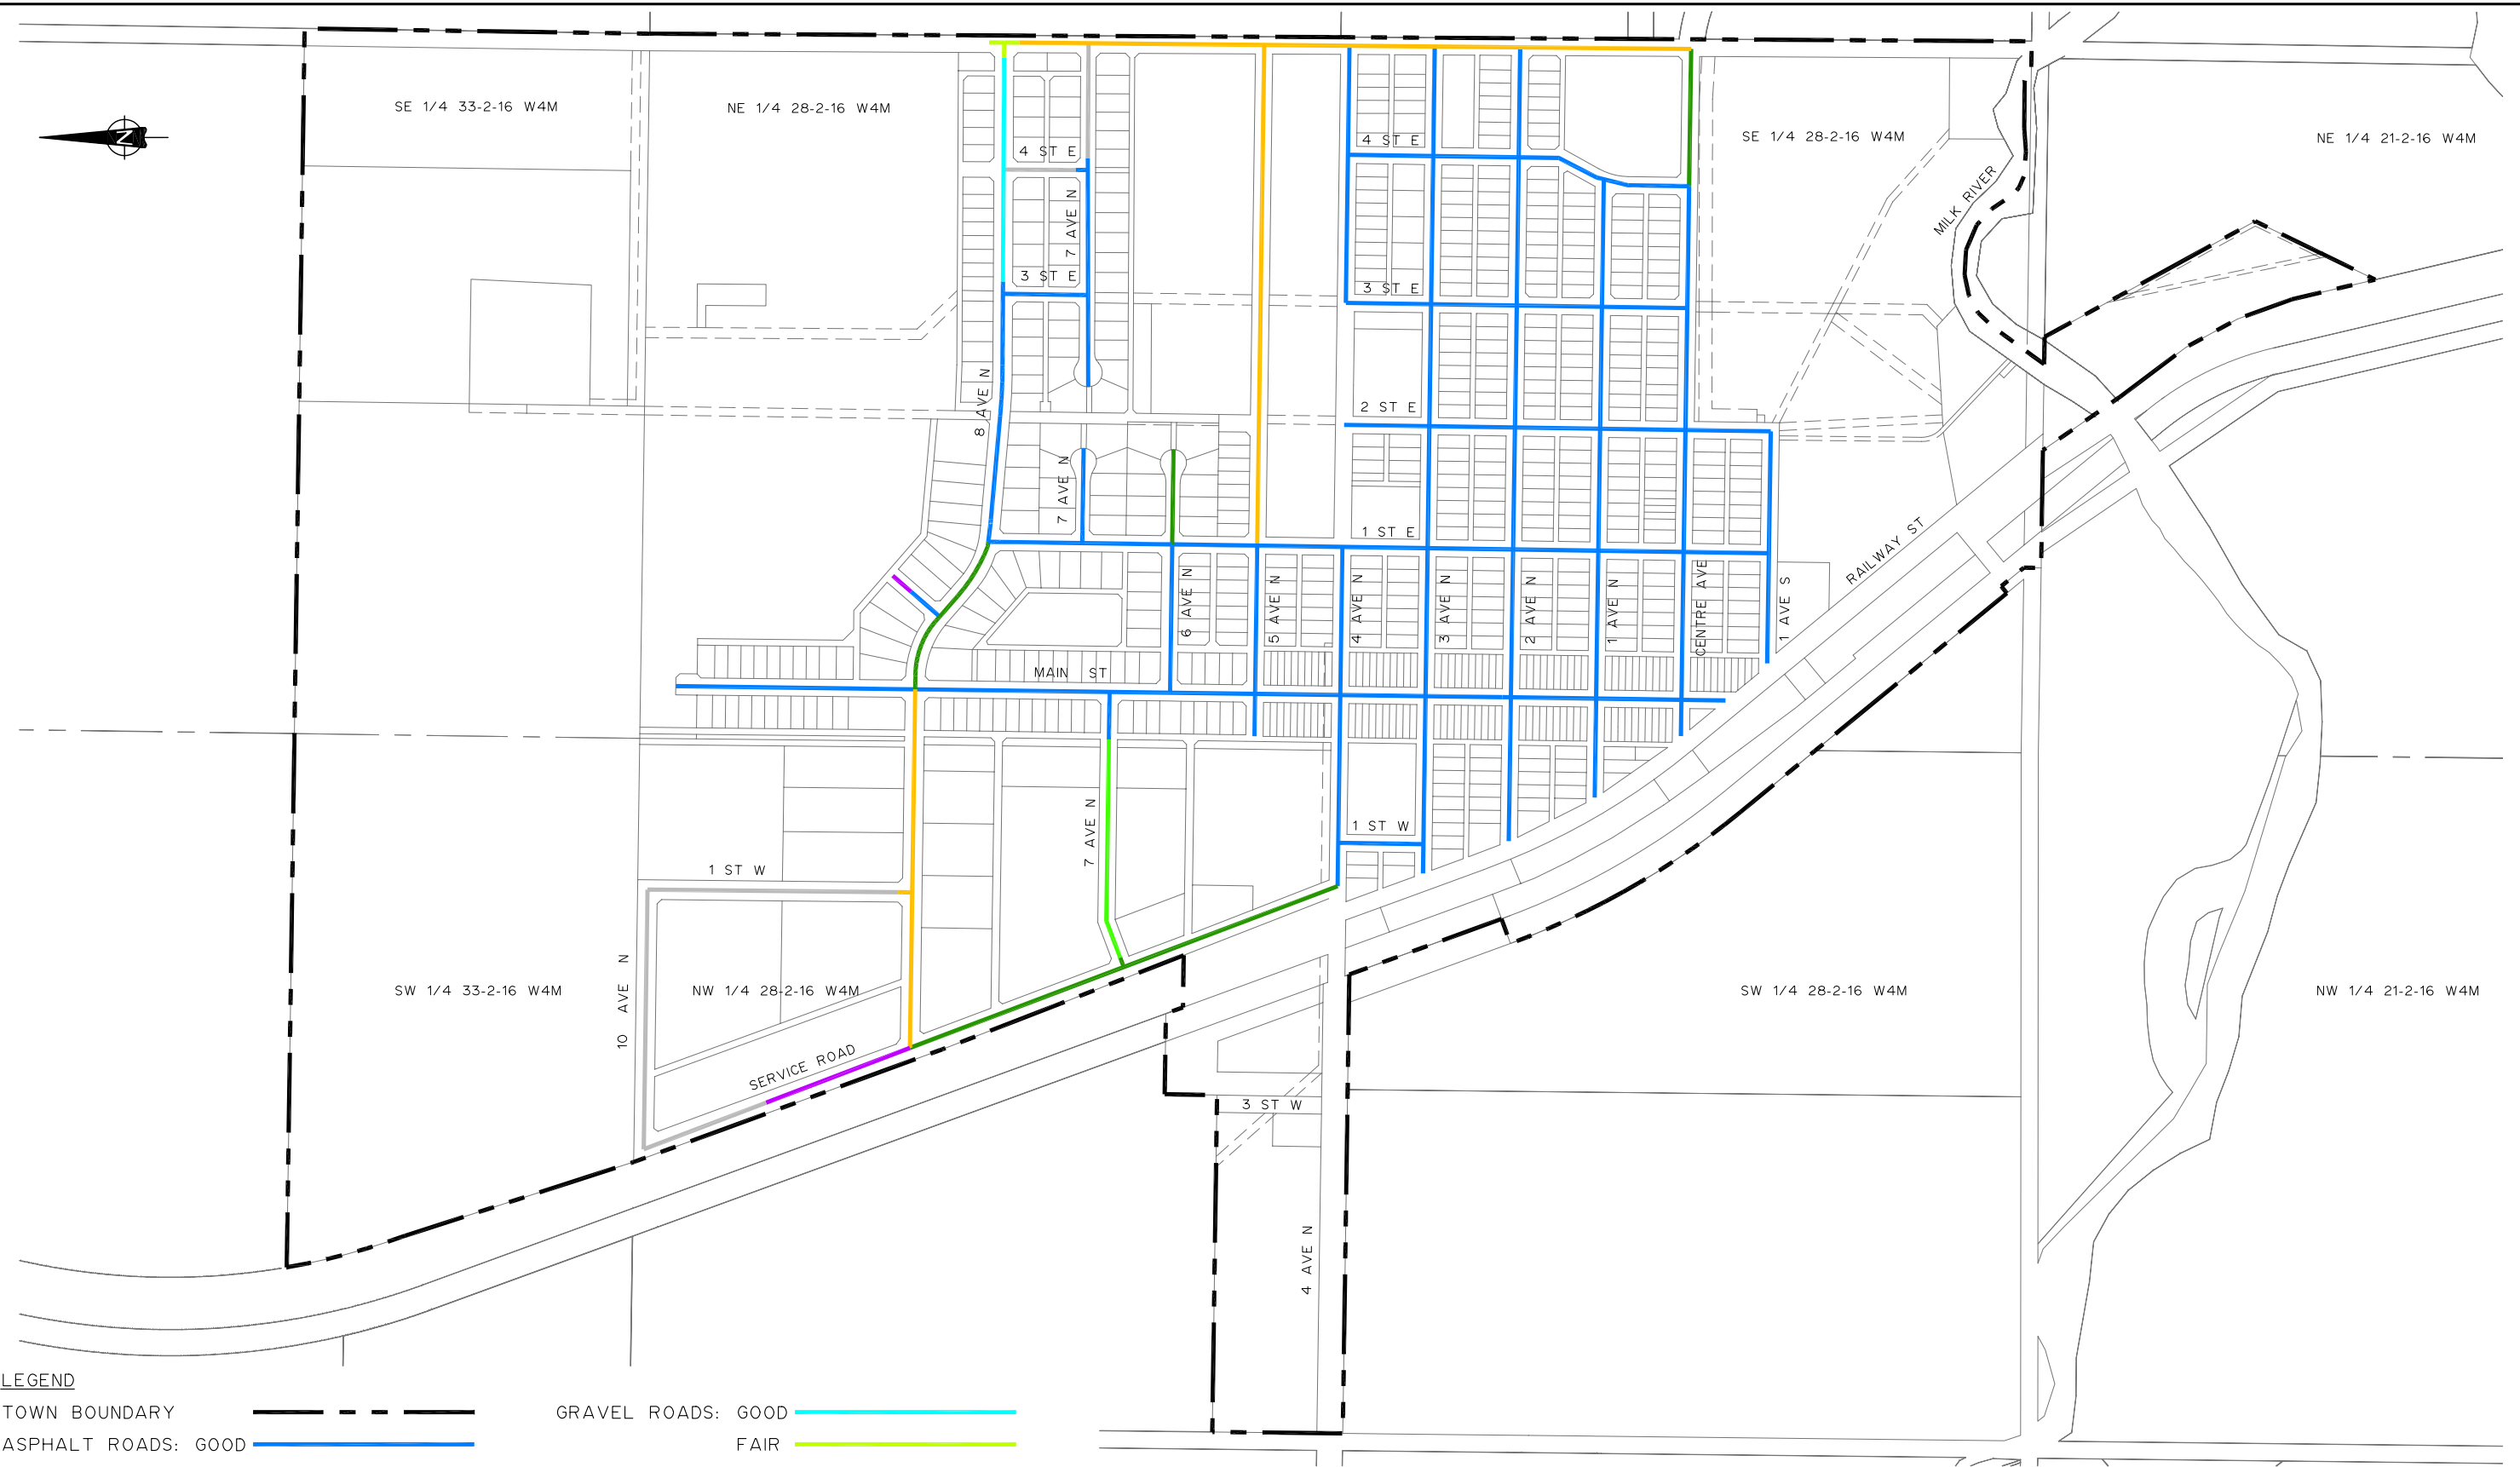 SE 1/4 33-2-16 W4M
NE 1/4 28-2-16 W4M
SE 1/4 28-2-16 W4M
NE 1/4 21-2-16 W4M
N
4 ST E
4 ST E
7 AVE N
MILK RIVER
3 ST E
3 ST E
8 AVE N
2 ST E
7 AVE N
1 ST E
RAILWAY ST
6 AVE N
5 AVE N
4 AVE N
3 AVE N
2 AVE N
1 AVE N
CENTRE AVE
1 AVE S
MAIN ST
7 AVE N
1 ST W
1 ST W
10 AVE N
SW 1/4 33-2-16 W4M
NW 1/4 28-2-16 W4M
SW 1/4 28-2-16 W4M
NW 1/4 21-2-16 W4M
SERVICE ROAD
3 ST W
4 AVE N
LEGEND
TOWN BOUNDARY
GRAVEL ROADS: GOOD
ASPHALT ROADS: GOOD
FAIR